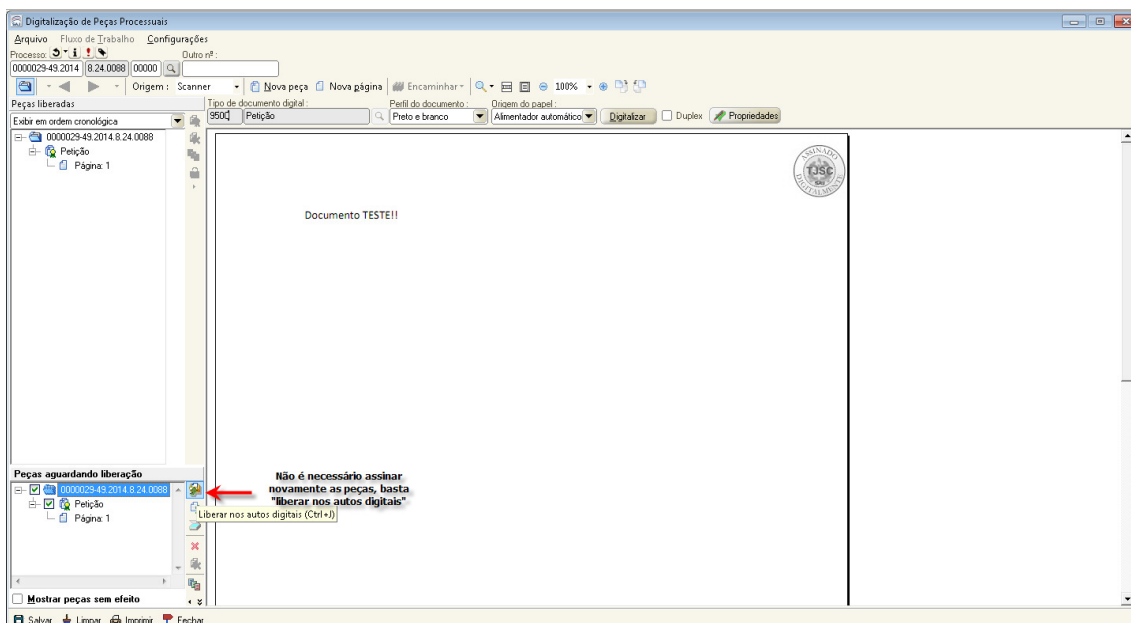 Digitalização de Peças Processuais
Arquivo Fluxo de Trabalho Configurações
Processo: Outro nº :
0000029-49.2014 8.24.0088 00000
Origem : Scanner Nova peça Nova página Encaminhar 100%
Peças liberadas Tipo de documento digital : Perfil do documento : Origem do papel :
Exibir em ordem cronológica 9500 Petição Preto e branco Alimentador automático Digitalizar Duplex Propriedades
0000029-49.2014.8.24.0088
Petição
Página: 1
ASSINADO
TJSC
DIGITALMENTE
Documento TESTE!!
Peças aguardando liberação
0000029-49.2014.8.24.0088
Petição
Página: 1
Não é necessário assinar
novamente as peças, basta
"liberar nos autos digitais"
Liberar nos autos digitais (Ctrl+J)
Mostrar peças sem efeito
Salvar Limpar Imprimir Fechar